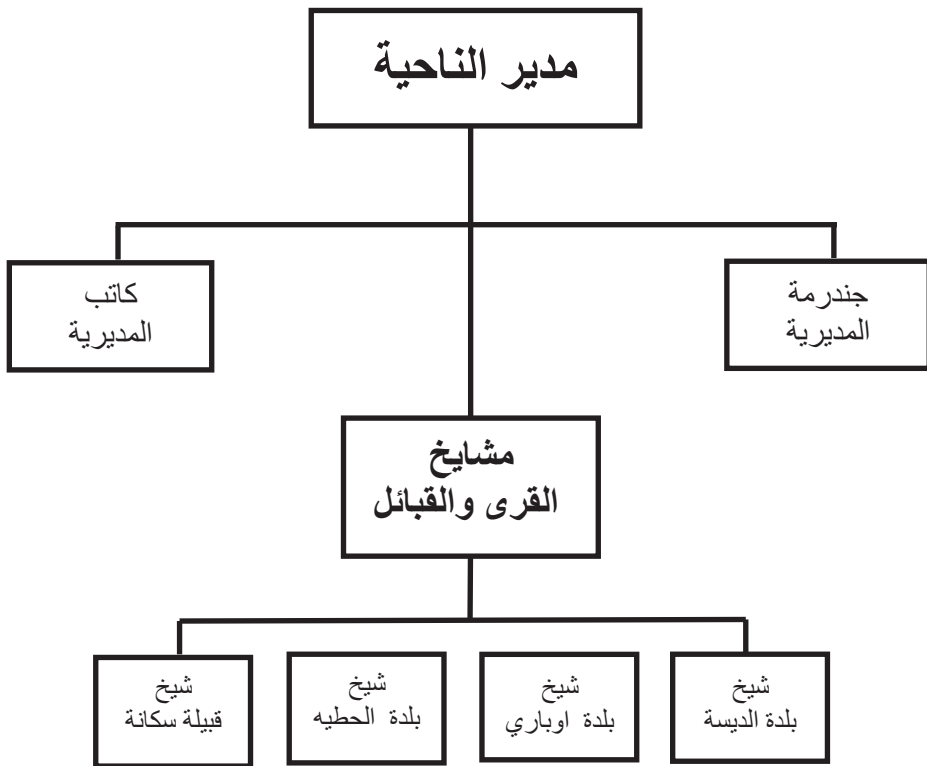 مدير الناحية
جندرمة
المديرية
كاتب
المديرية
مشايخ
القرى والقبائل
شيخ
بلدة الديسة
شيخ
بلدة اوباري
شيخ
بلدة الحطيه
شيخ
قبيلة سكانة